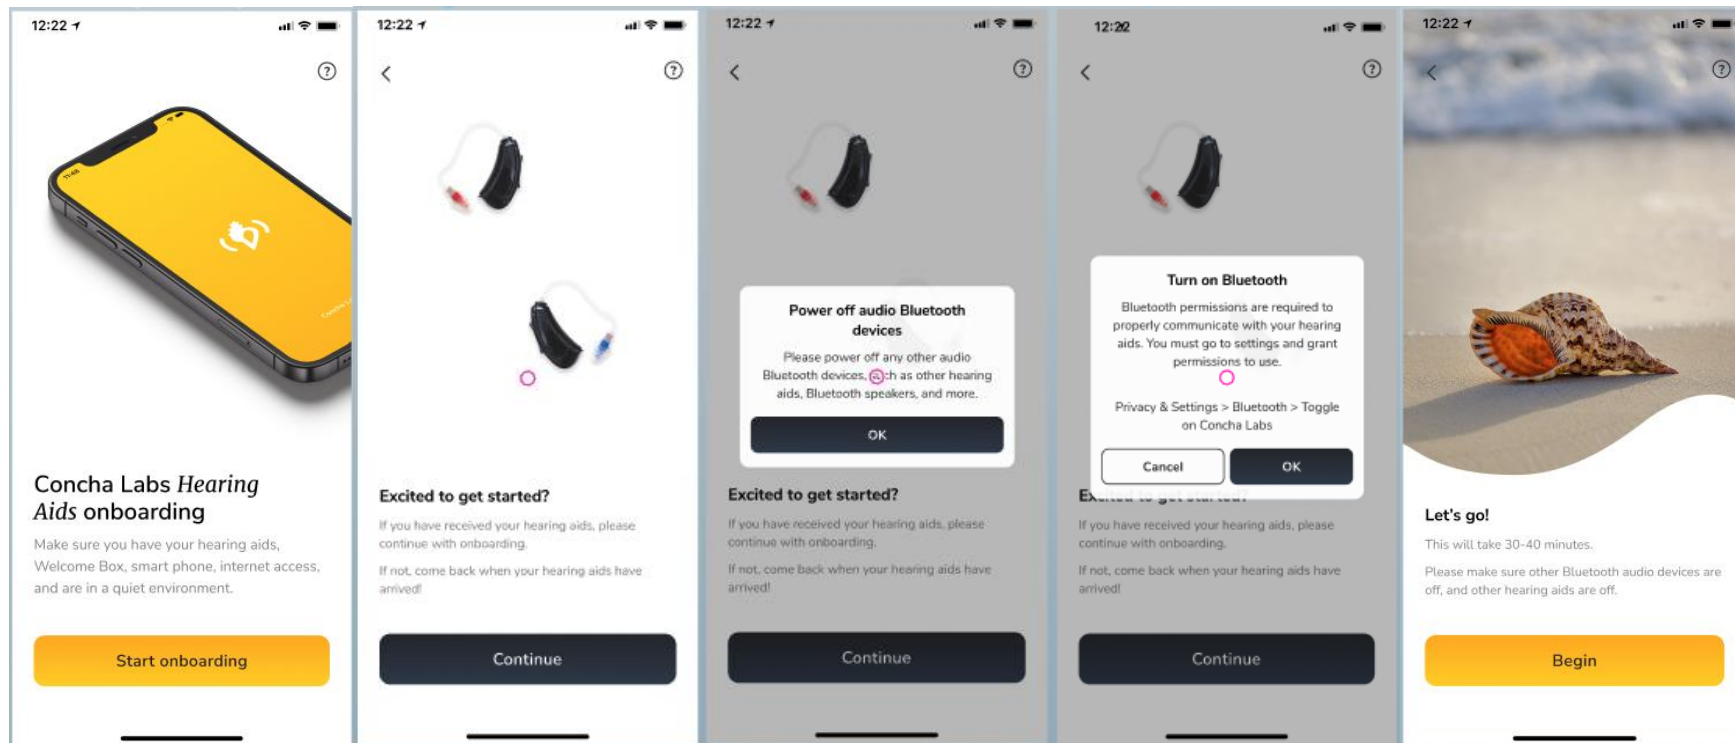 12:22
Concha Labs Hearing
Aids onboarding
Make sure you have your hearing aids,
Welcome Box, smart phone, internet access,
and are in a quiet environment.
Start onboarding
12:22
Excited to get started?
If you have received your hearing aids, please
continue with onboarding.
If not, come back when your hearing aids have
arrived!
Continue
12:22
Power off audio Bluetooth
devices
Please power off any other audio
Bluetooth devices, such as other hearing
aids, Bluetooth speakers, and more.
OK
Excited to get started?
If you have received your hearing aids, please
continue with onboarding.
If not, come back when your hearing aids have
arrived!
Continue
12:22
Turn on Bluetooth
Bluetooth permissions are required to
properly communicate with your hearing
aids. You must go to settings and grant
permissions to use.
Privacy & Settings > Bluetooth > Toggle
on Concha Labs
Cancel
OK
Excited to get started?
If you have received your hearing aids, please
continue with onboarding.
If not, come back when your hearing aids have
arrived!
Continue
12:22
Let's go!
This will take 30-40 minutes.
Please make sure other Bluetooth audio devices are
off, and other hearing aids are off.
Begin